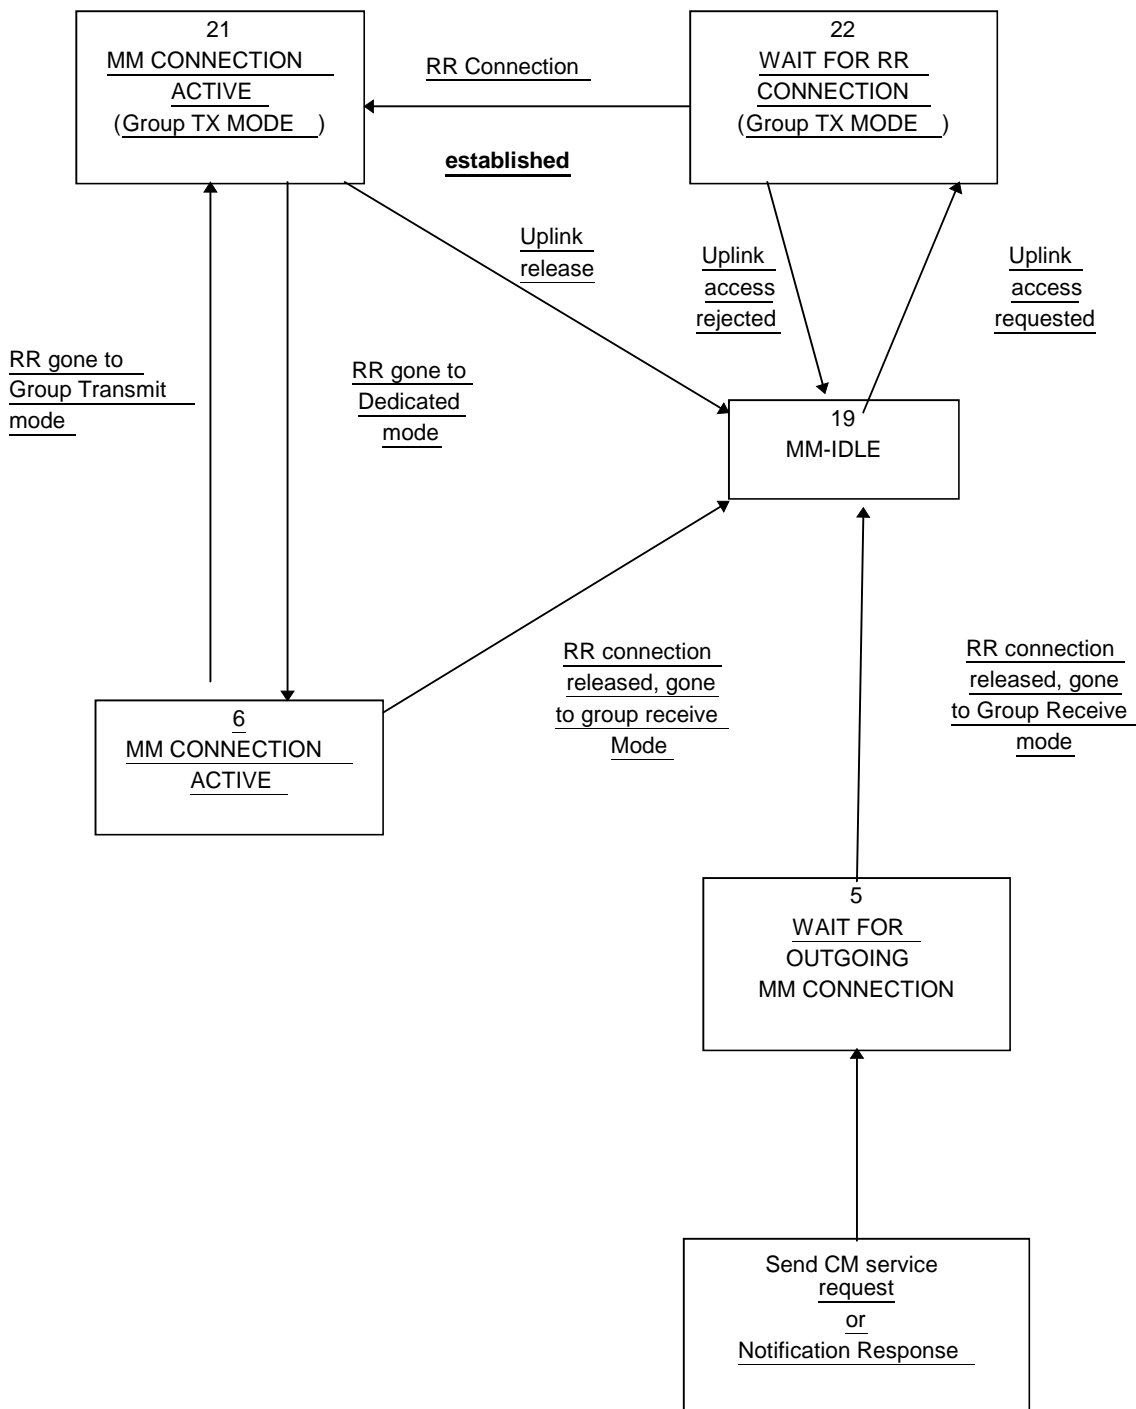 21
MM CONNECTION
ACTIVE
(Group TX MODE )
RR Connection
established
22
WAIT FOR RR
CONNECTION
(Group TX MODE )
Uplink
release
Uplink
access
rejected
Uplink
access
requested
RR gone to
Group Transmit
mode
RR gone to
Dedicated
mode
19
MM-IDLE
RR connection
released, gone
to group receive
Mode
RR connection
released, gone
to Group Receive
mode
6
MM CONNECTION
ACTIVE
5
WAIT FOR
OUTGOING
MM CONNECTION
Send CM service
request
or
Notification Response